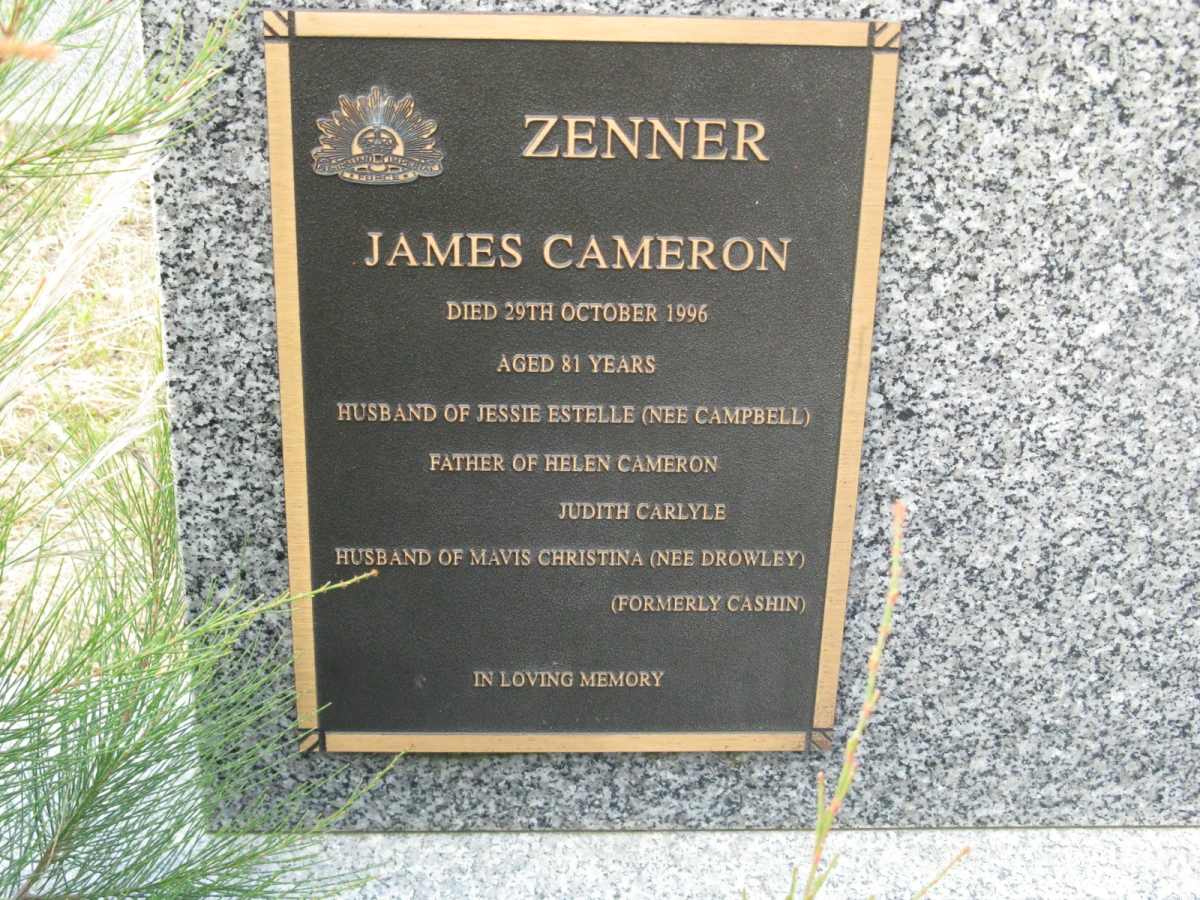 ZENNER
FORCE
JAMES CAMERON
DIED 29TH OCTOBER 1996
AGED 81 YEARS
HUSBAND OF JESSIE ESTELLE (NEE CAMPBELL)
FATHER OF HELEN CAMERON
JUDITH CARLYLE
HUSBAND OF MAVIS CHRISTINA (NEE DROWLEY)
(FORMERLY CASHIN)
IN LOVING MEMORY